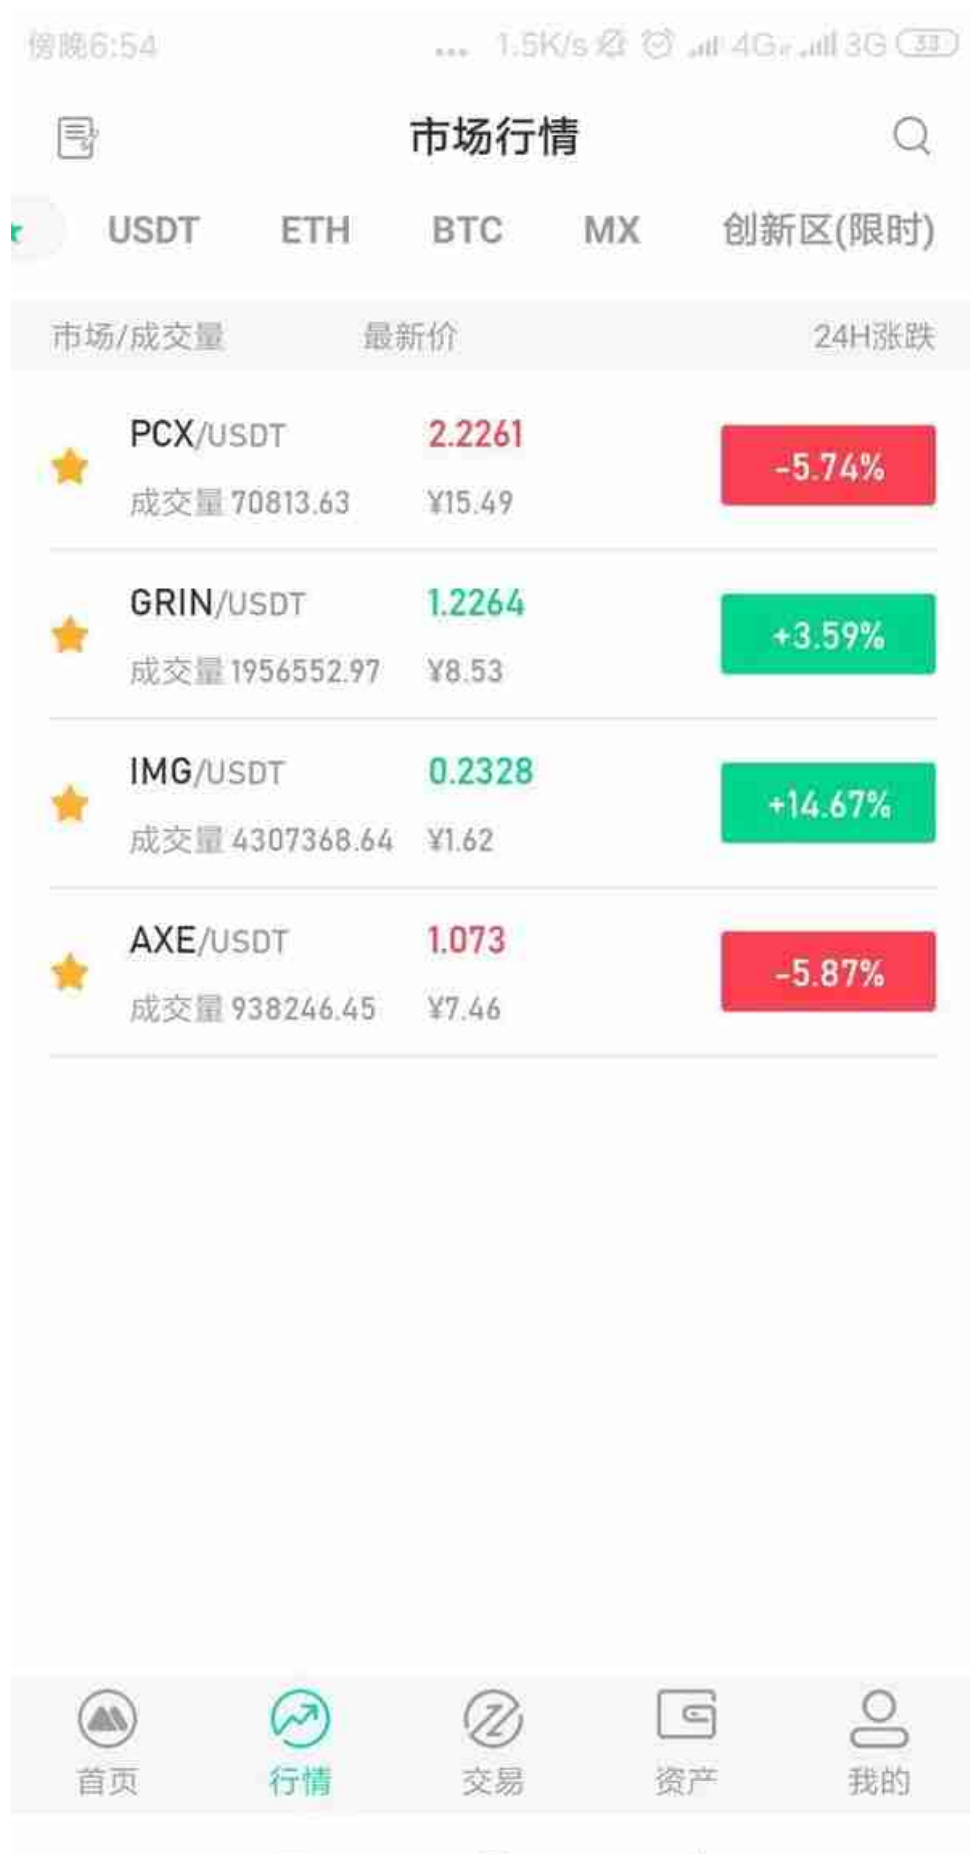 傍晚6:54 ... 1.5K/s 4G 3G 33
市场行情
USDT ETH BTC MX 创新区(限时)
市场/成交量 最新价 24H涨跌
PCX/USDT 2.2261 -5.74%
成交量 70813.63 ¥15.49
GRIN/USDT 1.2264 +3.59%
成交量 1956552.97 ¥8.53
IMG/USDT 0.2328 +14.67%
成交量 4307368.64 ¥1.62
AXE/USDT 1.073 -5.87%
成交量 938246.45 ¥7.46
首页 行情 交易 资产 我的